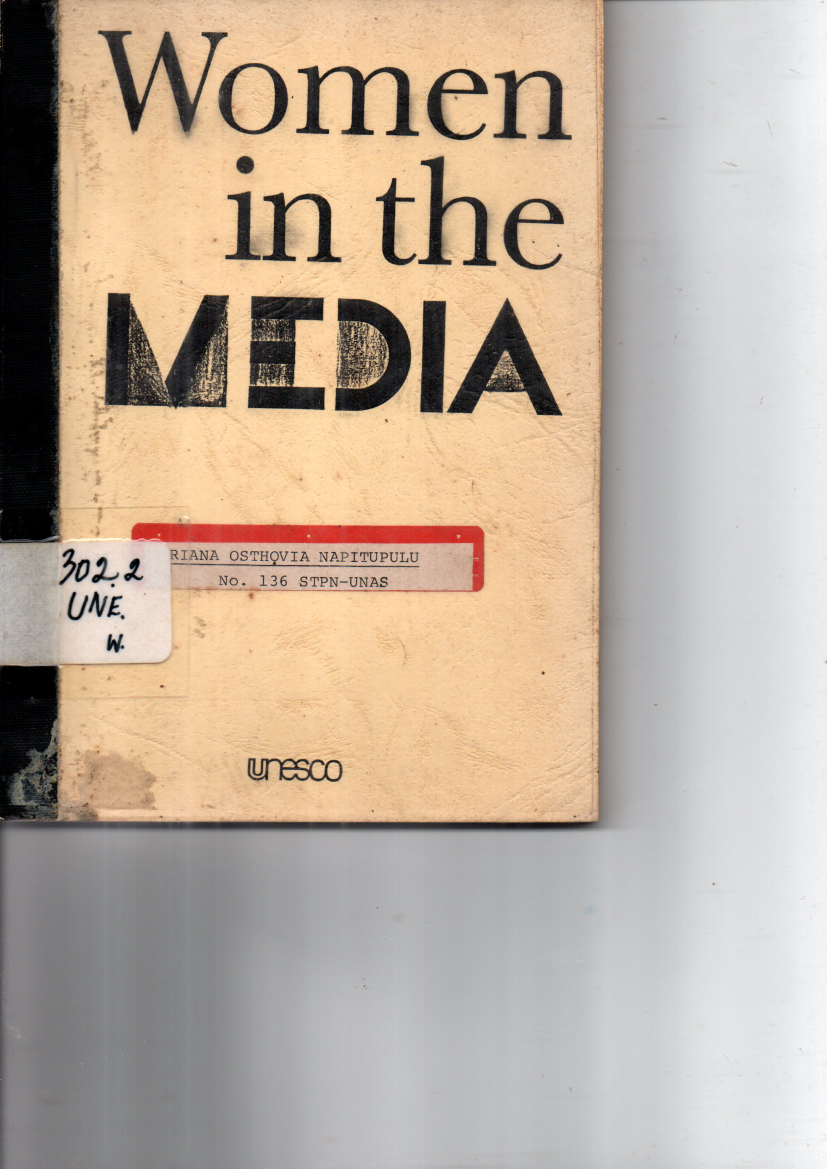 Women
in the
MEDIA
RIANA OSTHOVIA NAPITUPULU
No. 136 STPN-UNAS
302.2
UNE.
W.
unesco